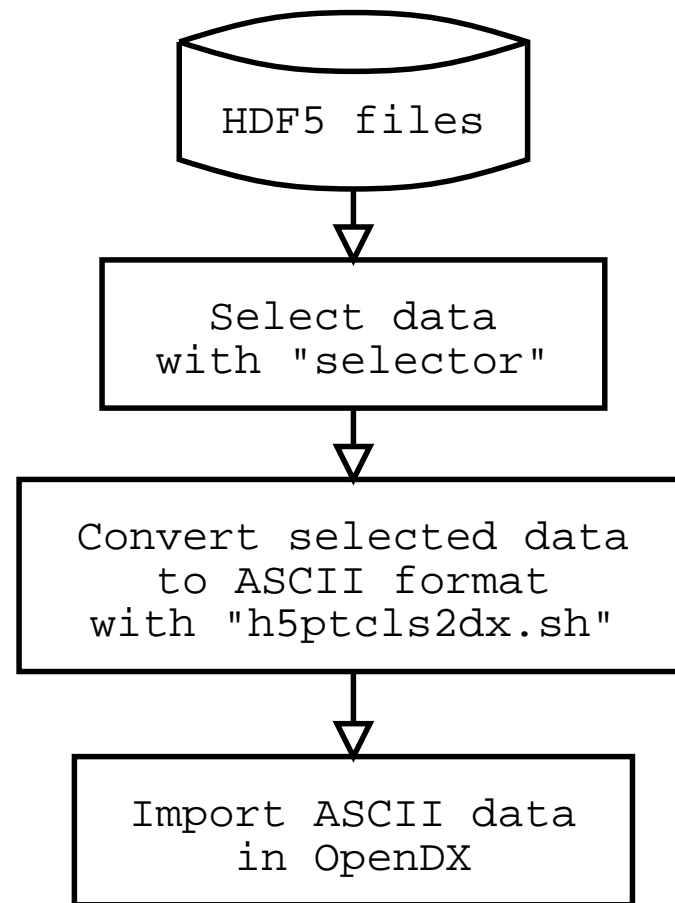 HDF5 files
Select data
with "selector"
Convert selected data
to ASCII format
with "h5ptcls2dx.sh"
Import ASCII data
in OpenDX